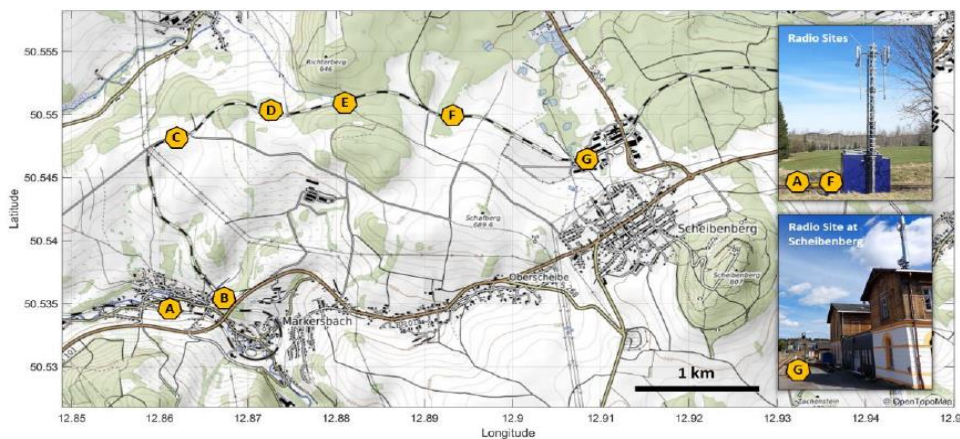 50.555
50.55
50.545
50.54
50.535
50.53
Latitude
12.85
12.86
12.87
12.88
12.89
12.9
12.91
12.92
12.93
12.94
12.9
Longitude
Richterberg
646
A
B
C
D
E
F
G
Schafberg
Scheibenberg
Scheibenberg
807
Oberscheibe
Markersbach
101
1 km
Radio Sites
A F
Radio Site at
Scheibenberg
G
© OpenTopoMap